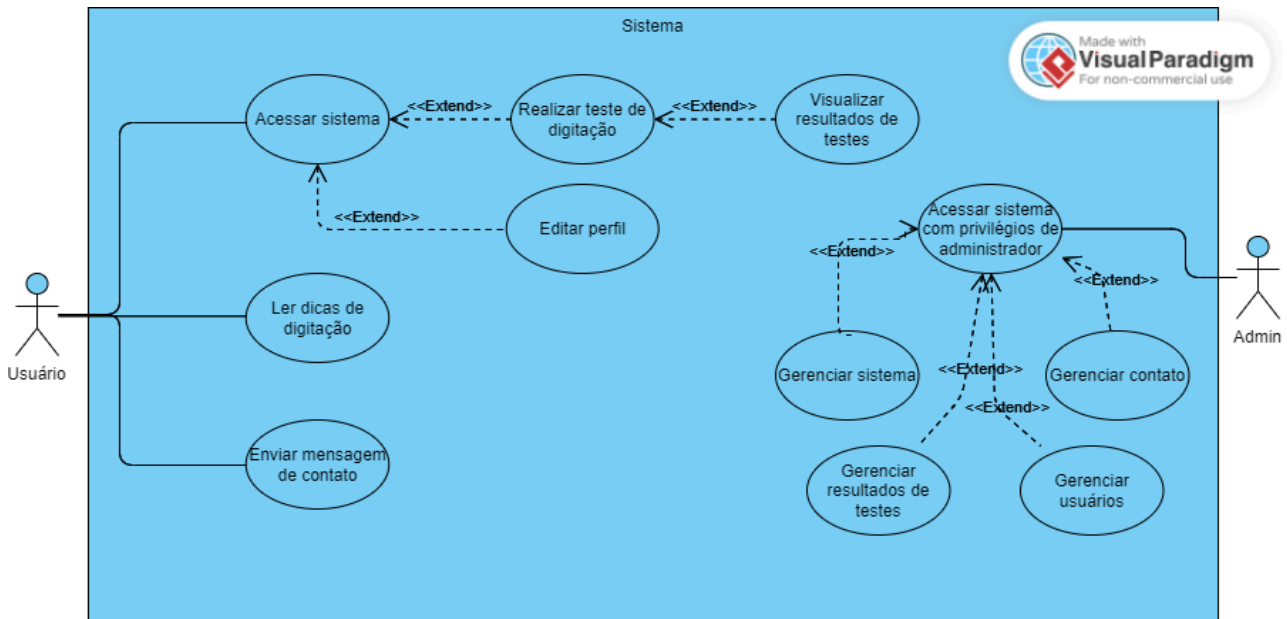 Sistema
Made with
Visual Paradigm
For non-commercial use
Acessar sistema
<<Extend>>
Realizar teste de
digitação
<<Extend>>
Visualizar
resultados de
testes
<<Extend>>
Editar perfil
Acessar sistema
com privilégios de
administrador
<<Extend>>
<<Extend>>
Usuário
Ler dicas de
digitação
Admin
Gerenciar sistema
<<Extend>>
Gerenciar contato
<<Extend>>
Enviar mensagem
de contato
Gerenciar
resultados de
testes
Gerenciar
usuários